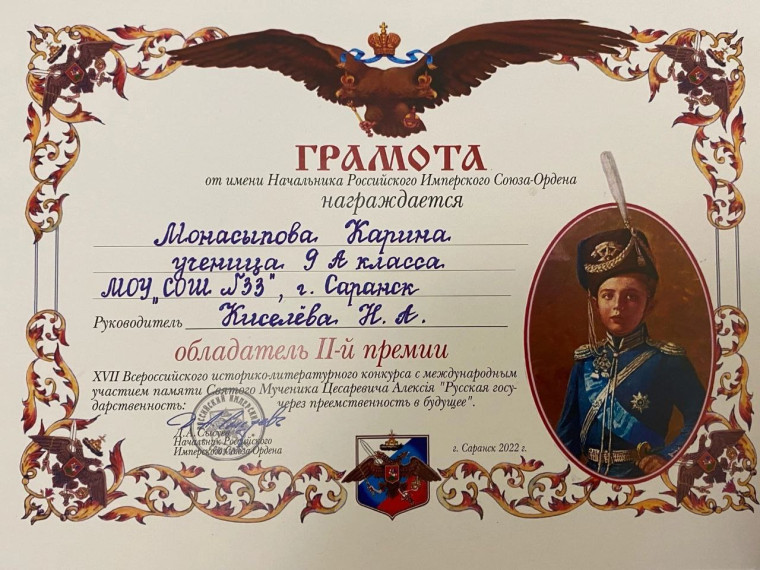 ГРАМОТА
от имени Начальника Российского Имперского Союза-Ордена
награждается
Монасыпова Карина
ученица 9 А класса
МОУ „СОШ №33", г. Саранск
Руководитель Киселёва Н. А.
обладатель II-й премии
XVII Всероссийского историко-литературного конкурса с международным
участием памяти Святого Мученика Цесаревича Алексiя "Русская госу-
дарственность: через преемственность в будущее".
Начальник Российского
Имперского Союза-Ордена
г. Саранск 2022 г.